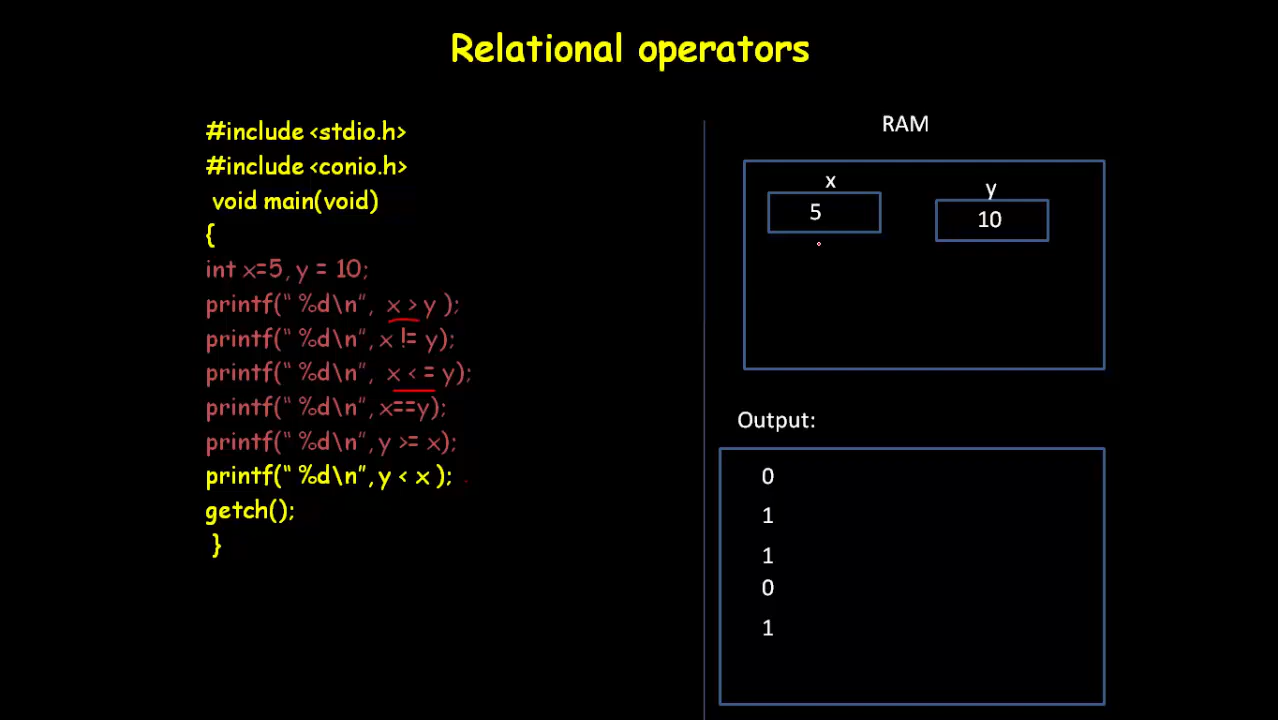 Relational operators
#include <stdio.h>
#include <conio.h>
void main(void)
{
int x=5, y = 10;
printf(“ %d\n”, x > y );
printf(“ %d\n”, x != y);
printf(“ %d\n”, x < = y);
printf(“ %d\n”, x==y);
printf(“ %d\n”, y >= x);
printf(“ %d\n”, y < x );
getch();
}
RAM
x
y
5
10
Output:
0
1
1
0
1